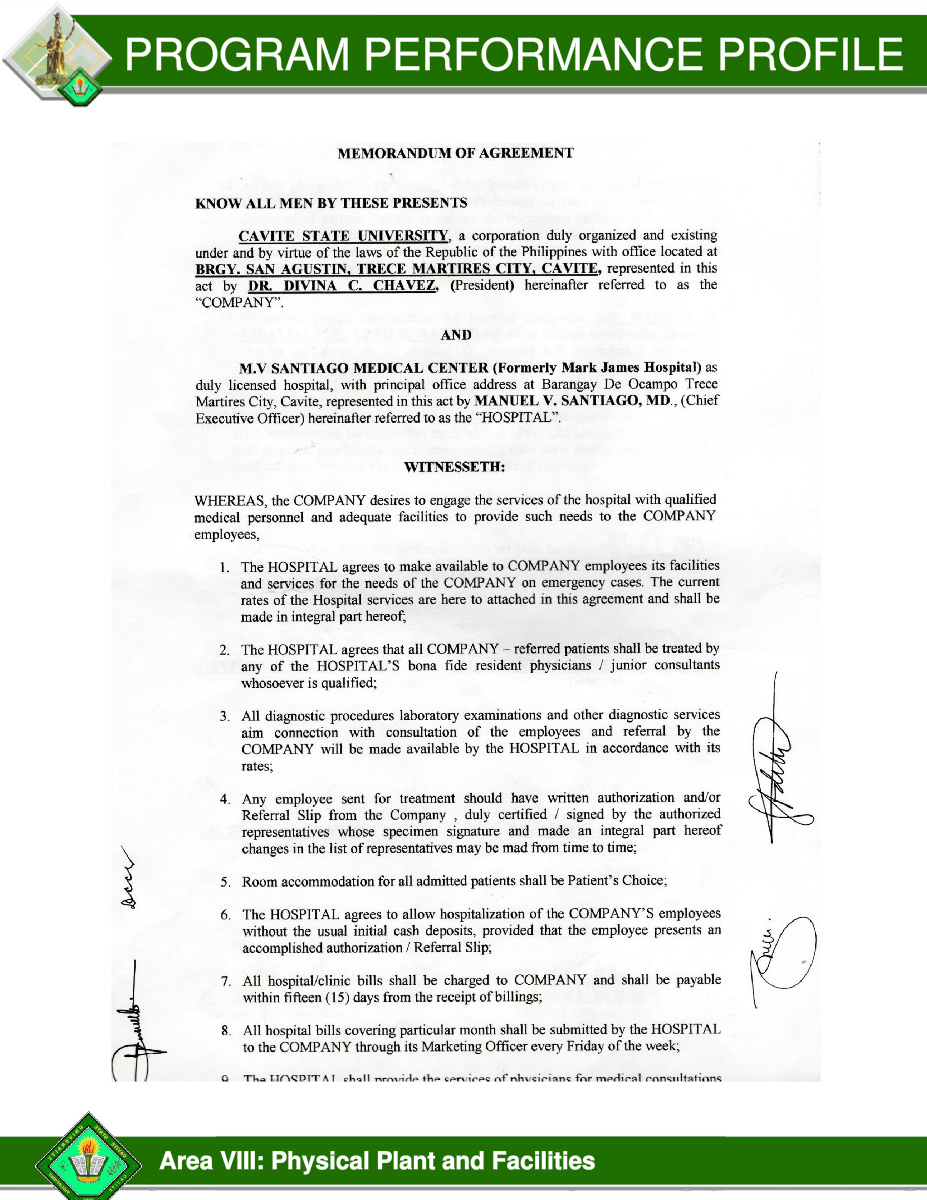 PROGRAM PERFORMANCE PROFILE
MEMORANDUM OF AGREEMENT
KNOW ALL MEN BY THESE PRESENTS
CAVITE STATE UNIVERSITY, a corporation duly organized and existing
under and by virtue of the laws of the Republic of the Philippines with office located at
BRGY. SAN AGUSTIN, TRECE MARTIRES CITY, CAVITE, represented in this
act by DR. DIVINA C. CHAVEZ, (President) hereinafter referred to as the
“COMPANY”.
AND
M.V SANTIAGO MEDICAL CENTER (Formerly Mark James Hospital) as
duly licensed hospital, with principal office address at Barangay De Ocampo Trece
Martires City, Cavite, represented in this act by MANUEL V. SANTIAGO, MD., (Chief
Executive Officer) hereinafter referred to as the “HOSPITAL”.
WITNESSETH:
WHEREAS, the COMPANY desires to engage the services of the hospital with qualified
medical personnel and adequate facilities to provide such needs to the COMPANY
employees,
1. The HOSPITAL agrees to make available to COMPANY employees its facilities
and services for the needs of the COMPANY on emergency cases. The current
rates of the Hospital services are here to attached in this agreement and shall be
made in integral part hereof;
2. The HOSPITAL agrees that all COMPANY – referred patients shall be treated by
any of the HOSPITAL’S bona fide resident physicians / junior consultants
whosoever is qualified;
3. All diagnostic procedures laboratory examinations and other diagnostic services
aim connection with consultation of the employees and referral by the
COMPANY will be made available by the HOSPITAL in accordance with its
rates;
4. Any employee sent for treatment should have written authorization and/or
Referral Slip from the Company , duly certified / signed by the authorized
representatives whose specimen signature and made an integral part hereof
changes in the list of representatives may be mad from time to time;
5. Room accommodation for all admitted patients shall be Patient’s Choice;
6. The HOSPITAL agrees to allow hospitalization of the COMPANY’S employees
without the usual initial cash deposits, provided that the employee presents an
accomplished authorization / Referral Slip;
7. All hospital/clinic bills shall be charged to COMPANY and shall be payable
within fifteen (15) days from the receipt of billings;
8. All hospital bills covering particular month shall be submitted by the HOSPITAL
to the COMPANY through its Marketing Officer every Friday of the week;
9. The HOSPITAL shall provide the services of physicians for medical consultations
Area VIII: Physical Plant and Facilities